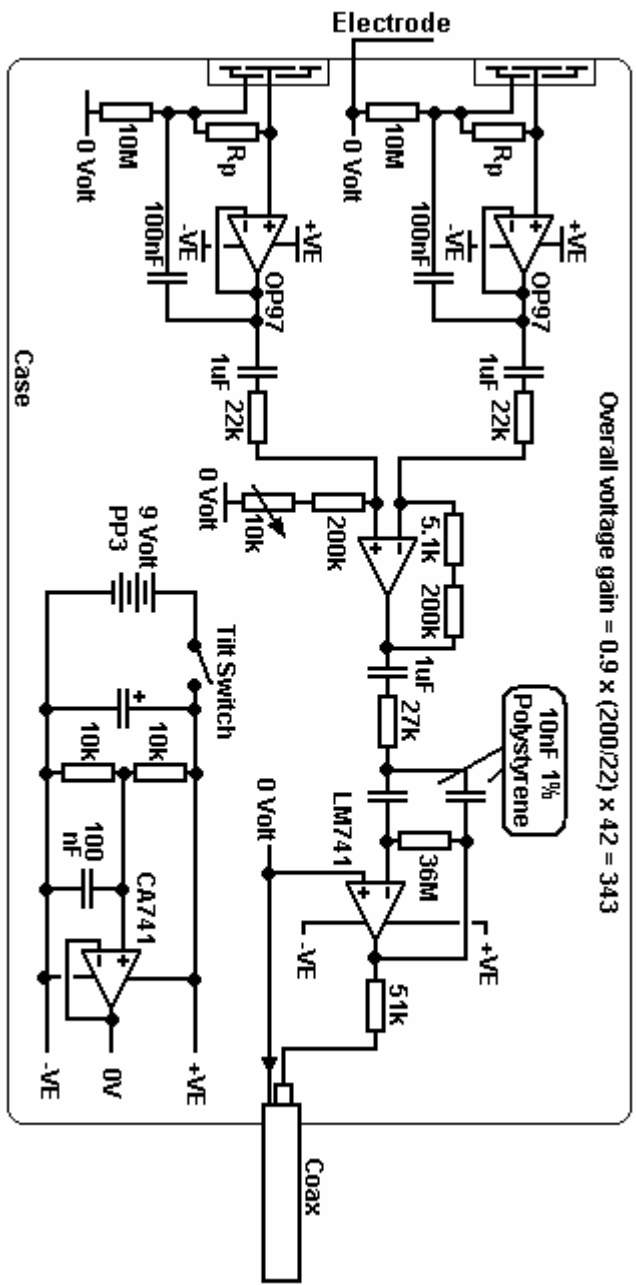 Overall voltage gain = 0.9 x (200/22) x 42 = 343
Electrode
Rp
10M
0 Volt
+VE
-VE
OP97
100nF
1uF
22k
Rp
10M
0 Volt
+VE
-VE
OP97
100nF
1uF
22k
5.1k
200k
200k
10k
0 Volt
1uF
27k
10nF 1%
Polystyrene
36M
LM741
+VE
-VE
0 Volt
51k
Coax
Case
9 Volt
PP3
Tilt Switch
+
10k
10k
100
nF
CA741
+VE
0V
-VE